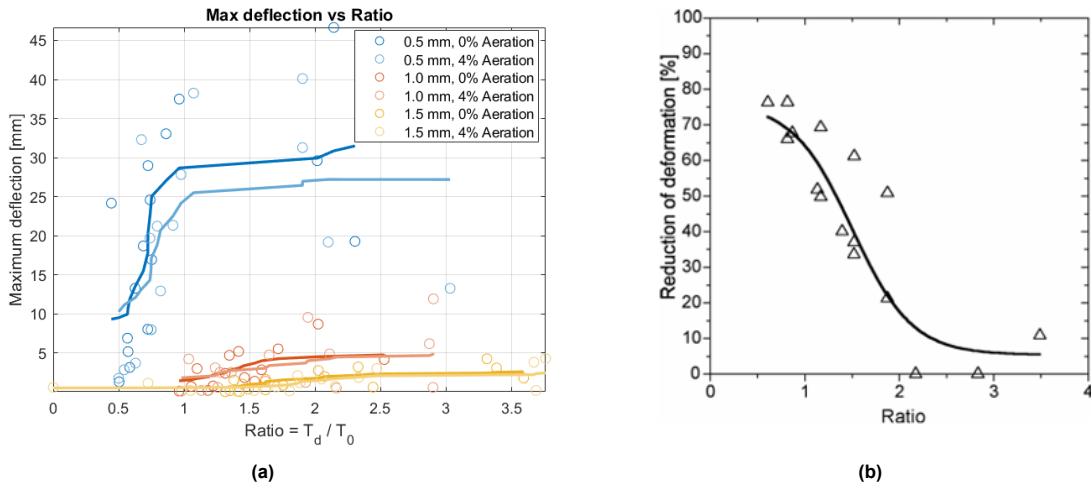 Max deflection vs Ratio
Maximum deflection [mm]
45
40
35
30
25
20
15
10
5
0
0.5
1
1.5
2
2.5
3
3.5
Ratio = T_d / T_0
0.5 mm, 0% Aeration
0.5 mm, 4% Aeration
1.0 mm, 0% Aeration
1.0 mm, 4% Aeration
1.5 mm, 0% Aeration
1.5 mm, 4% Aeration
(a)
Reduction of deformation [%]
100
90
80
70
60
50
40
30
20
10
0
0
1
2
3
4
Ratio
(b)